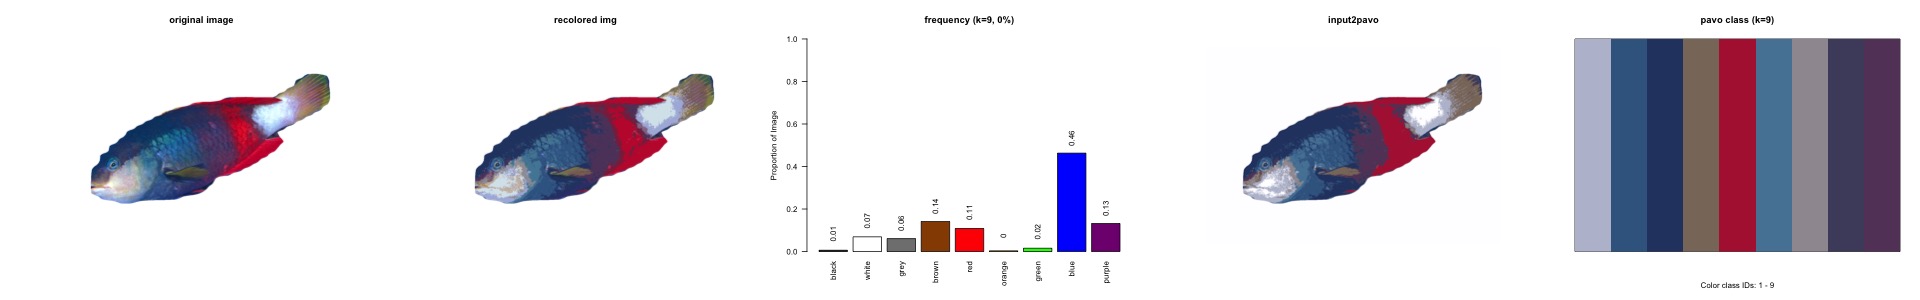 original image
recolored img
frequency (k=9, 0%)
input2pavo
pavo class (k=9)
Proportion of Image
1.0
0.8
0.6
0.4
0.2
0.0
0.01
0.07
0.06
0.14
0.11
0
0.02
0.46
0.13
black
white
grey
brown
red
orange
green
blue
purple
Color class IDs: 1 - 9